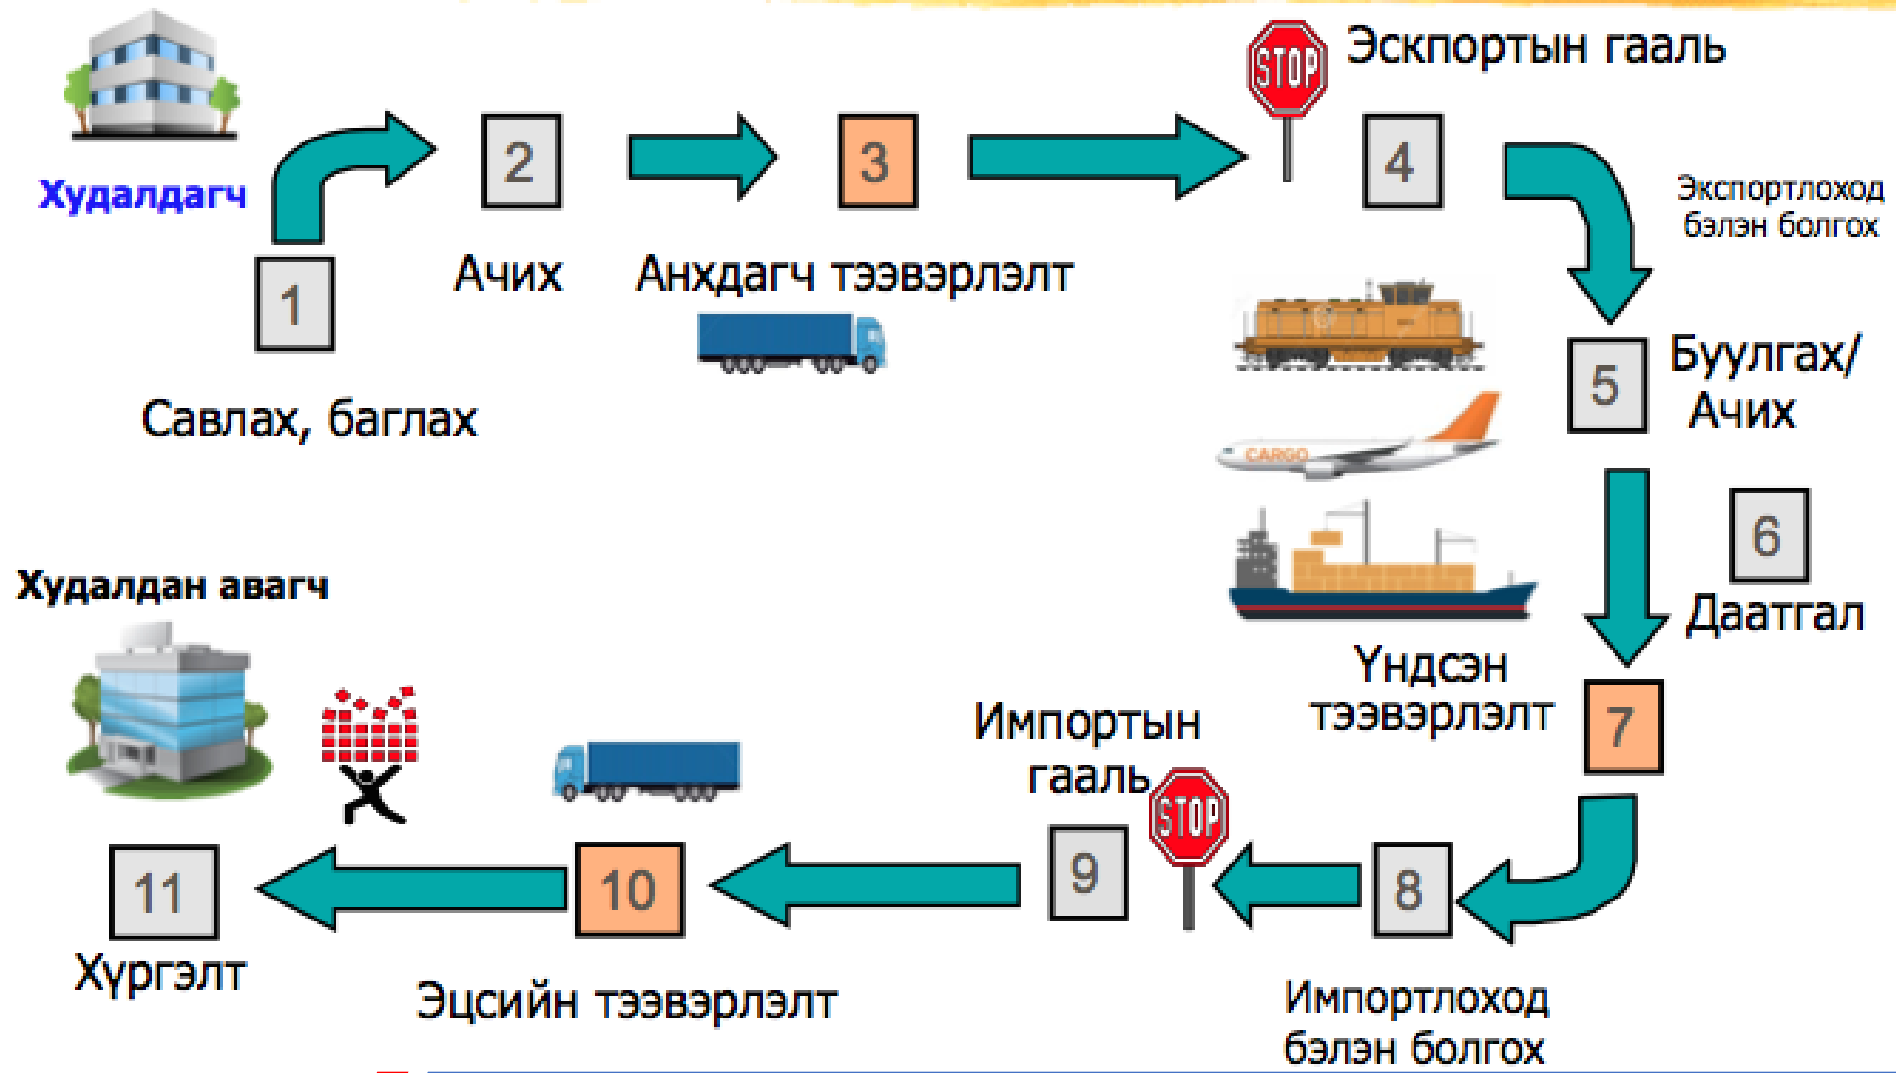 Худалдагч
1
Савлах, баглах
2
Ачих
3
Анхдагч тээвэрлэлт
STOP
Эскпортын гааль
4
Экспортлоход
бэлэн болгох
5
Буулгах/
Ачих
6
Даатгал
CARGO
Үндсэн
тээвэрлэлт
7
8
Импортлоход
бэлэн болгох
Импортын
гааль
STOP
9
10
Эцсийн тээвэрлэлт
Худалдан авагч
11
Хүргэлт